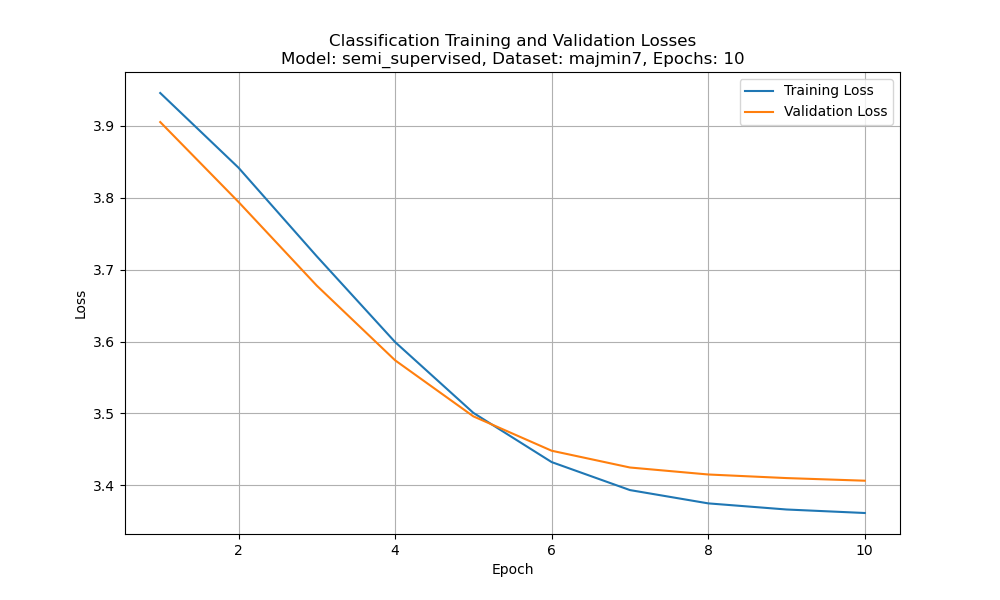 Classification Training and Validation Losses
Model: semi_supervised, Dataset: majmin7, Epochs: 10
Training Loss
Validation Loss
3.9
3.8
3.7
3.6
3.5
3.4
Loss
2
4
6
8
10
Epoch